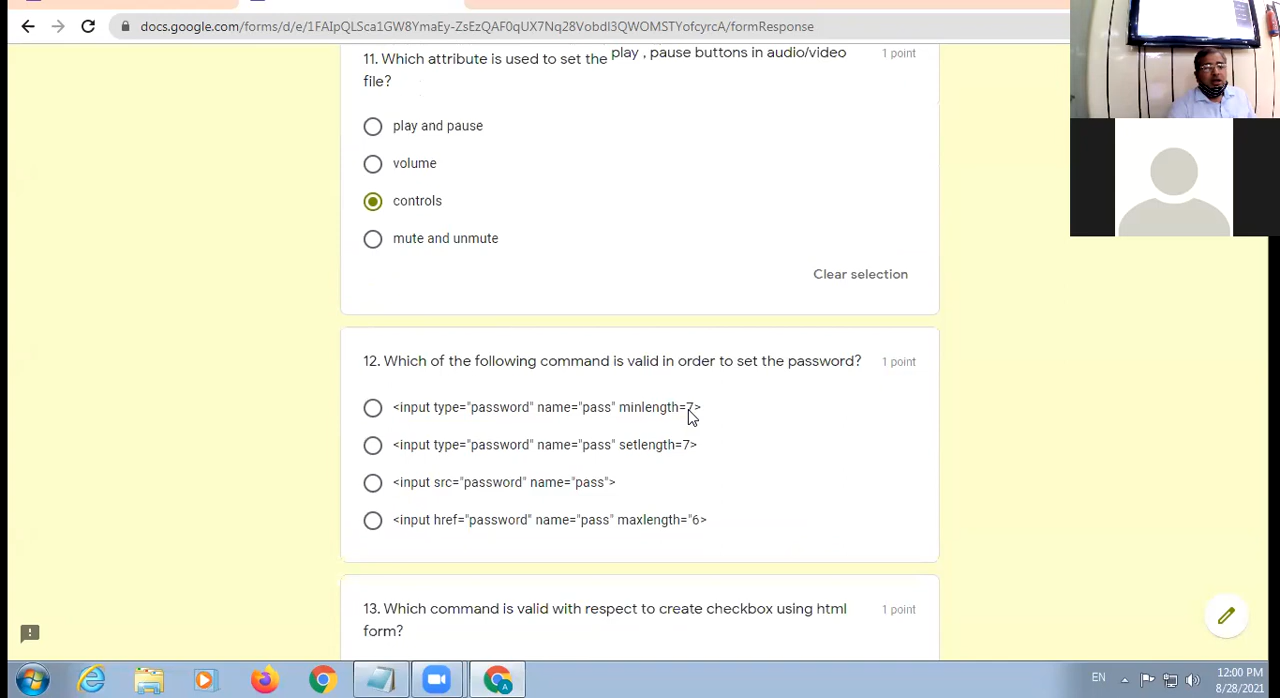 docs.google.com/forms/d/e/1FAIpQLSca1GW8YmaEy-ZsEzQAF0qUX7Nq28Vobdl3QWOMSTYofcyrcA/formResponse
11. Which attribute is used to set the play , pause buttons in audio/video 1 point
file?
play and pause
volume
controls
mute and unmute
Clear selection
12. Which of the following command is valid in order to set the password? 1 point
<input type="password" name="pass" minlength=7>
<input type="password" name="pass" setlength=7>
<input src="password" name="pass">
<input href="password" name="pass" maxlength="6>
13. Which command is valid with respect to create checkbox using html 1 point
form?
EN
12:00 PM
8/28/2021